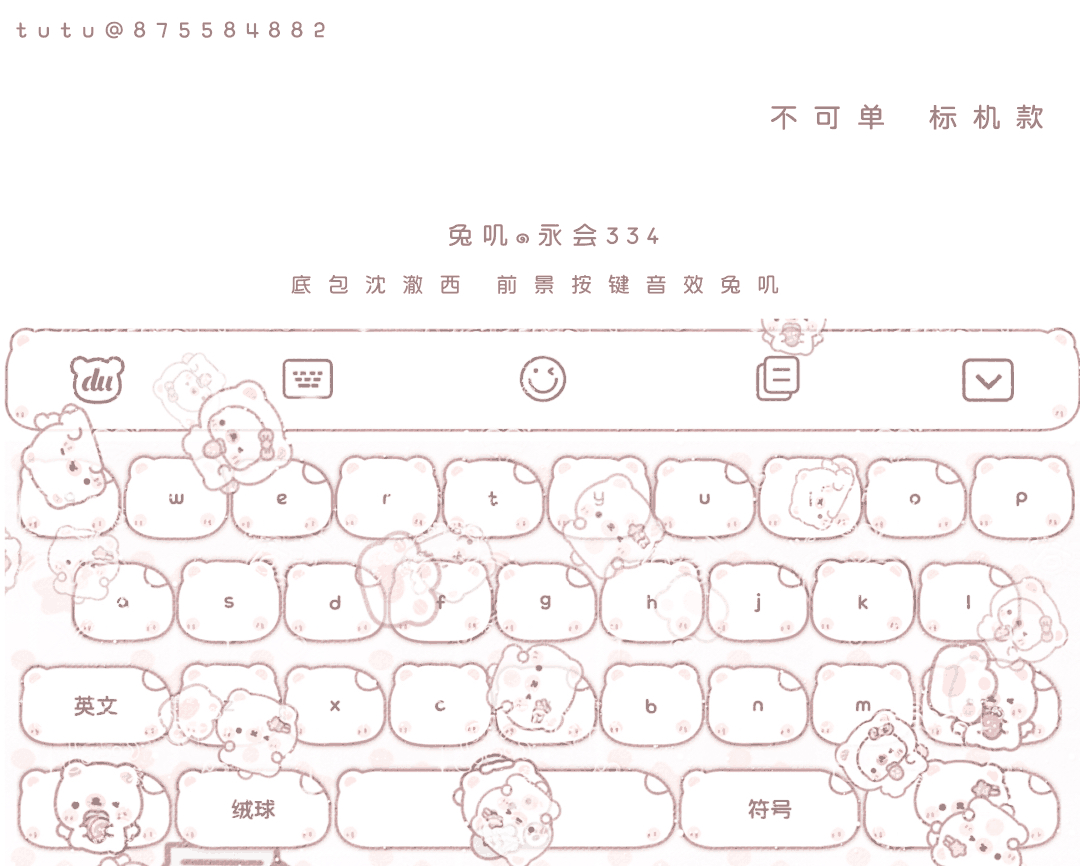 tutu@875584882
不可单 标机款
兔叽๑永会334
底包沈澈西 前景按键音效兔叽
du
w e r t y u i o p
a s d f g h j k l
英文 x c b n m
绒球 符号